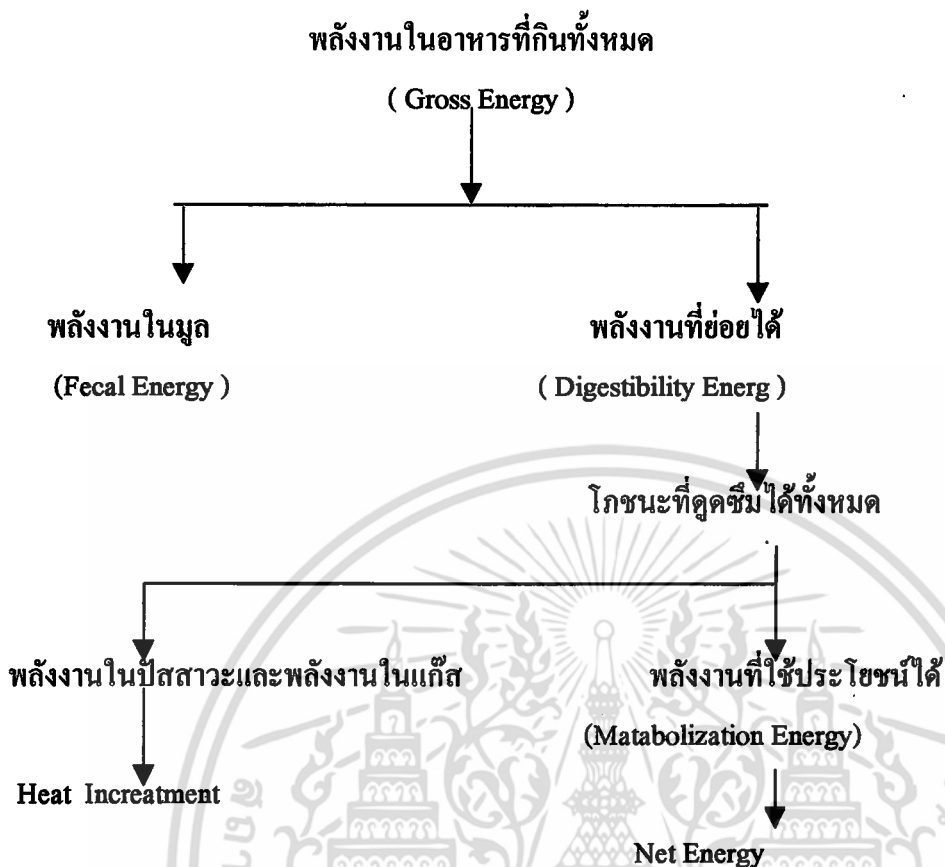 พลังงานในอาหารที่กินทั้งหมด
( Gross Energy )
พลังงานในมูล
พลังงานที่ย่อยได้
(Fecal Energy )
( Digestibility Energ )
โภชนะที่ดูดซึมได้ทั้งหมด
พลังงานในปัสสาวะและพลังงานในแก๊ส
พลังงานที่ใช้ประโยชน์ได้
(Matabolization Energy)
Heat Increatment
Net Energy